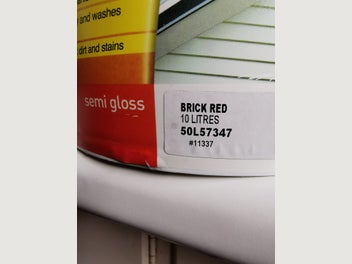 and washes
dirt and stains
semi gloss
BRICK RED
10 LITRES
50L57347
#11337